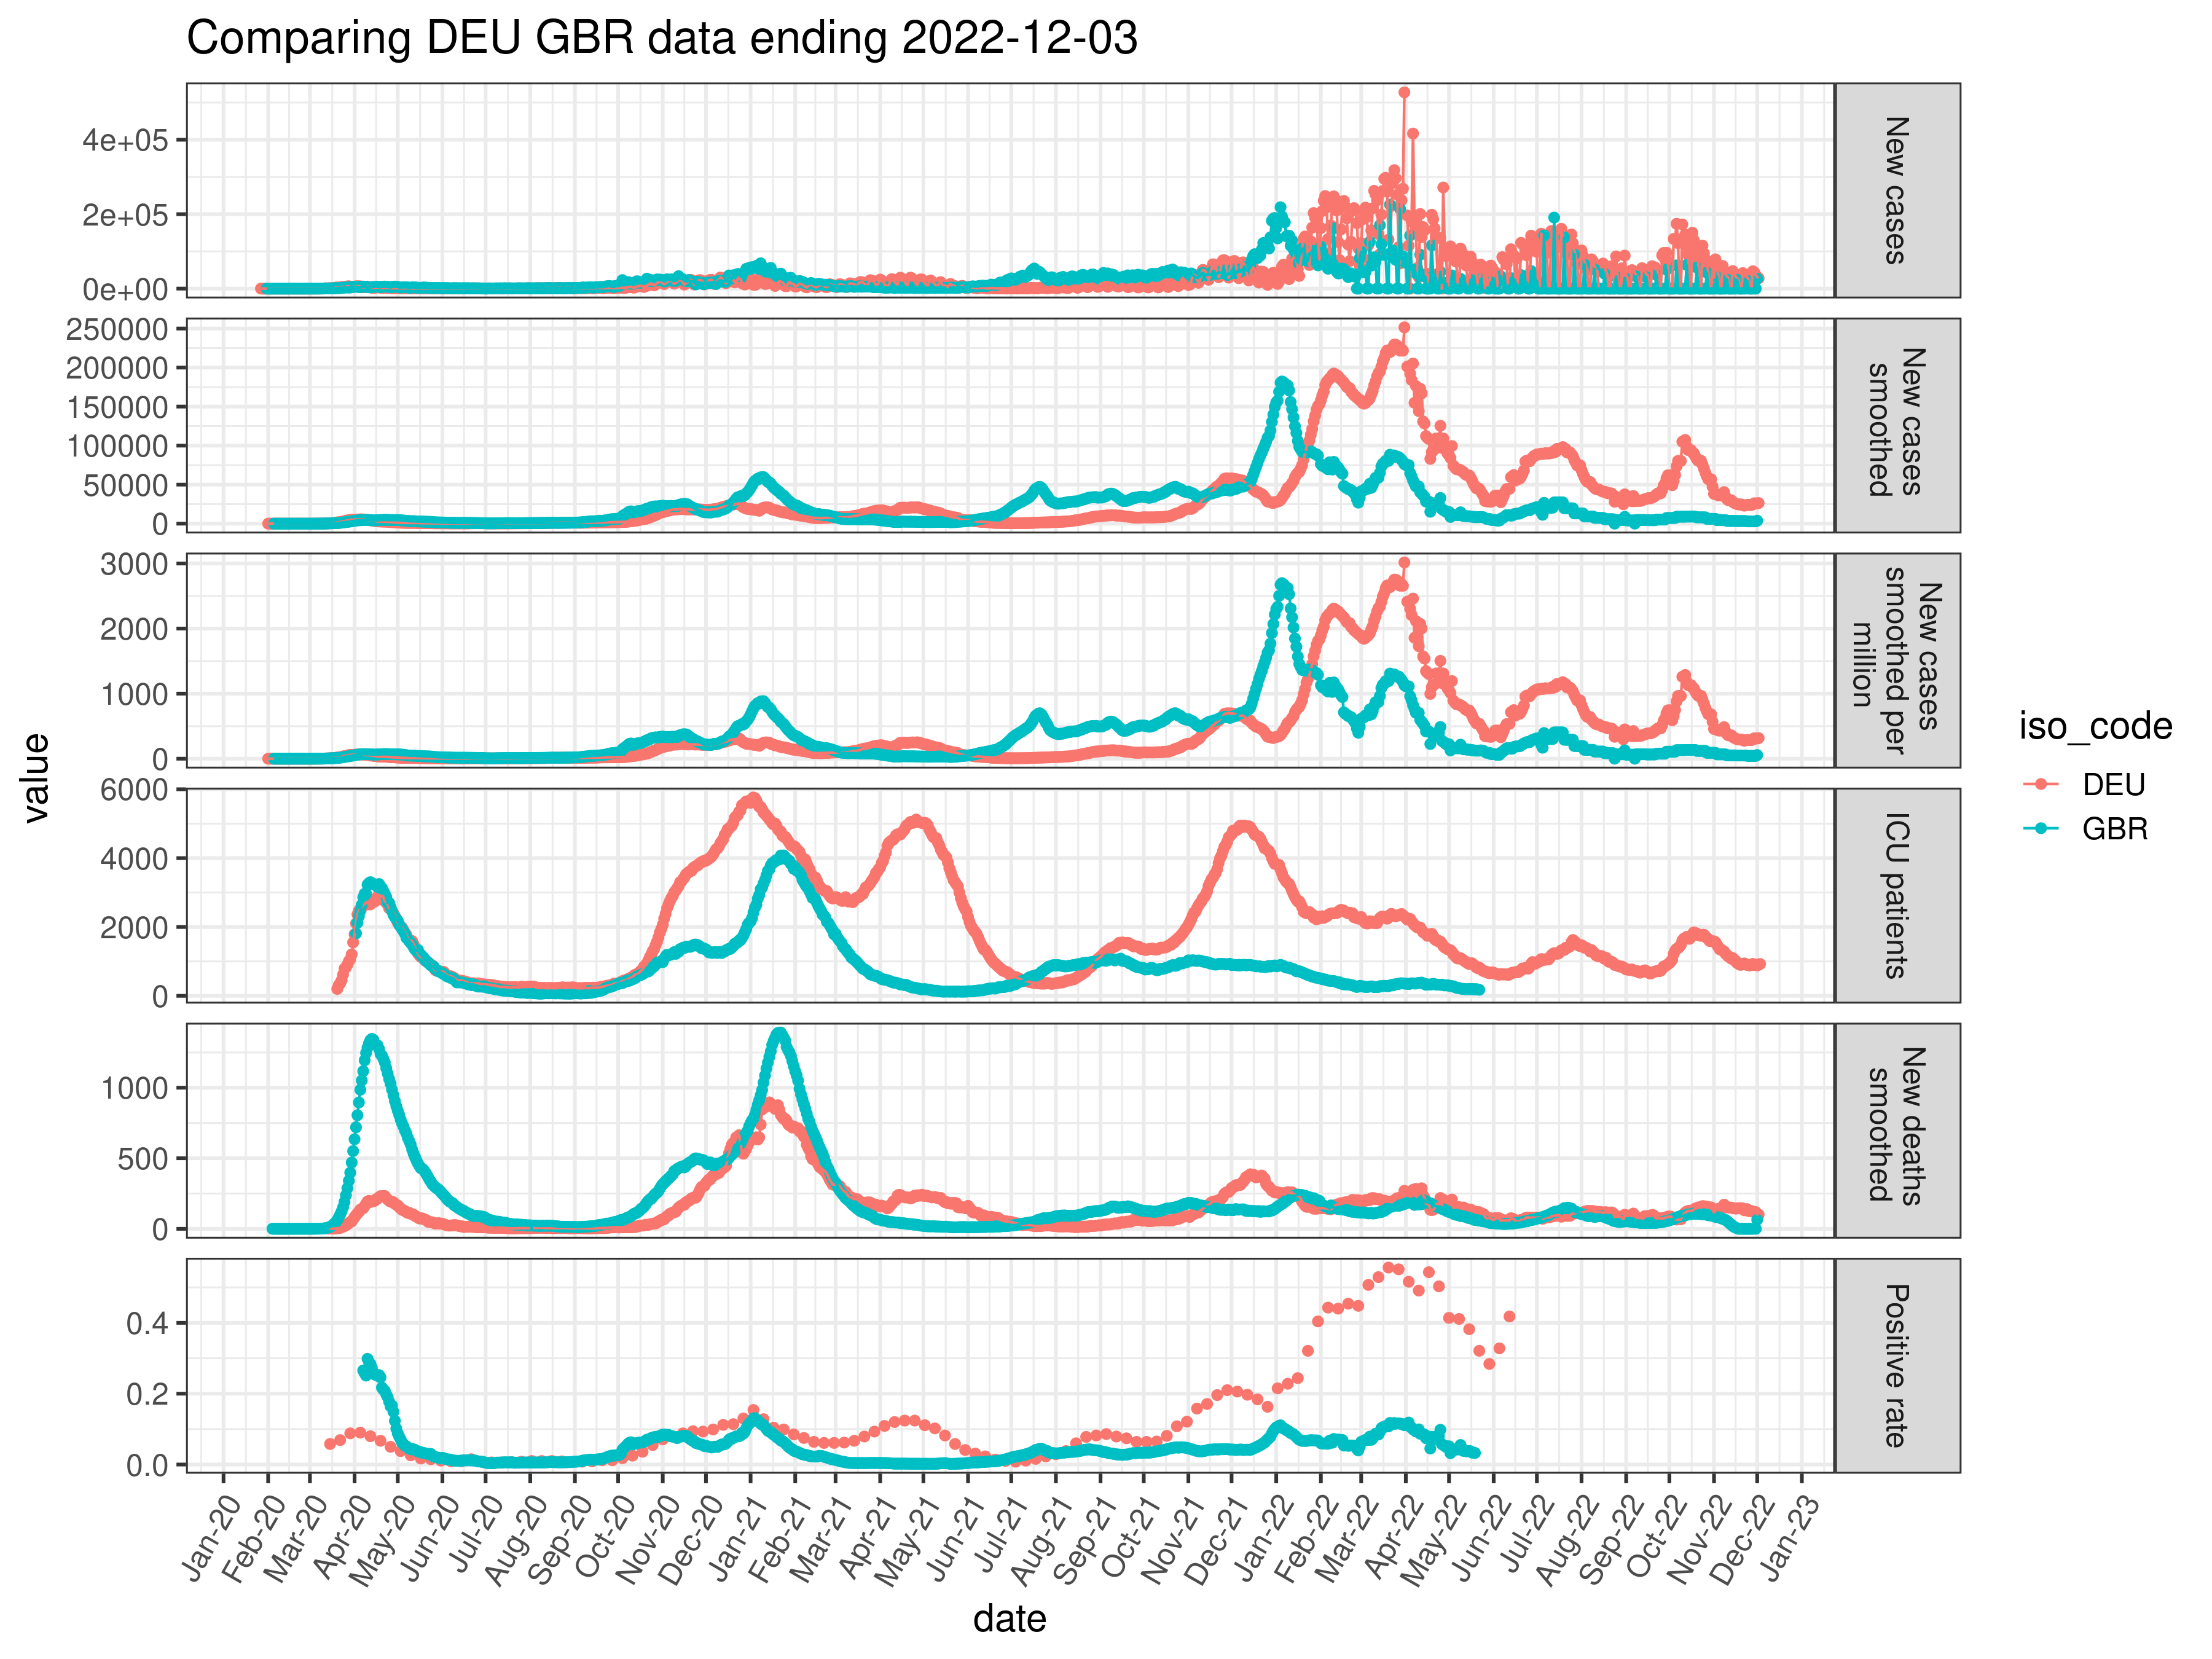 Comparing DEU GBR data ending 2022-12-03
4e+05
2e+05
0e+00
New cases
250000
200000
150000
100000
50000
0
New cases
smoothed
3000
2000
1000
0
New cases
smoothed per
million
6000
4000
2000
0
ICU patients
1000
500
0
New deaths
smoothed
0.4
0.2
0.0
Positive rate
value
Jan-20
Feb-20
Mar-20
Apr-20
May-20
Jun-20
Jul-20
Aug-20
Sep-20
Oct-20
Nov-20
Dec-20
Jan-21
Feb-21
Mar-21
Apr-21
May-21
Jun-21
Jul-21
Aug-21
Sep-21
Oct-21
Nov-21
Dec-21
Jan-22
Feb-22
Mar-22
Apr-22
May-22
Jun-22
Jul-22
Aug-22
Sep-22
Oct-22
Nov-22
Dec-22
Jan-23
date
iso_code
DEU
GBR